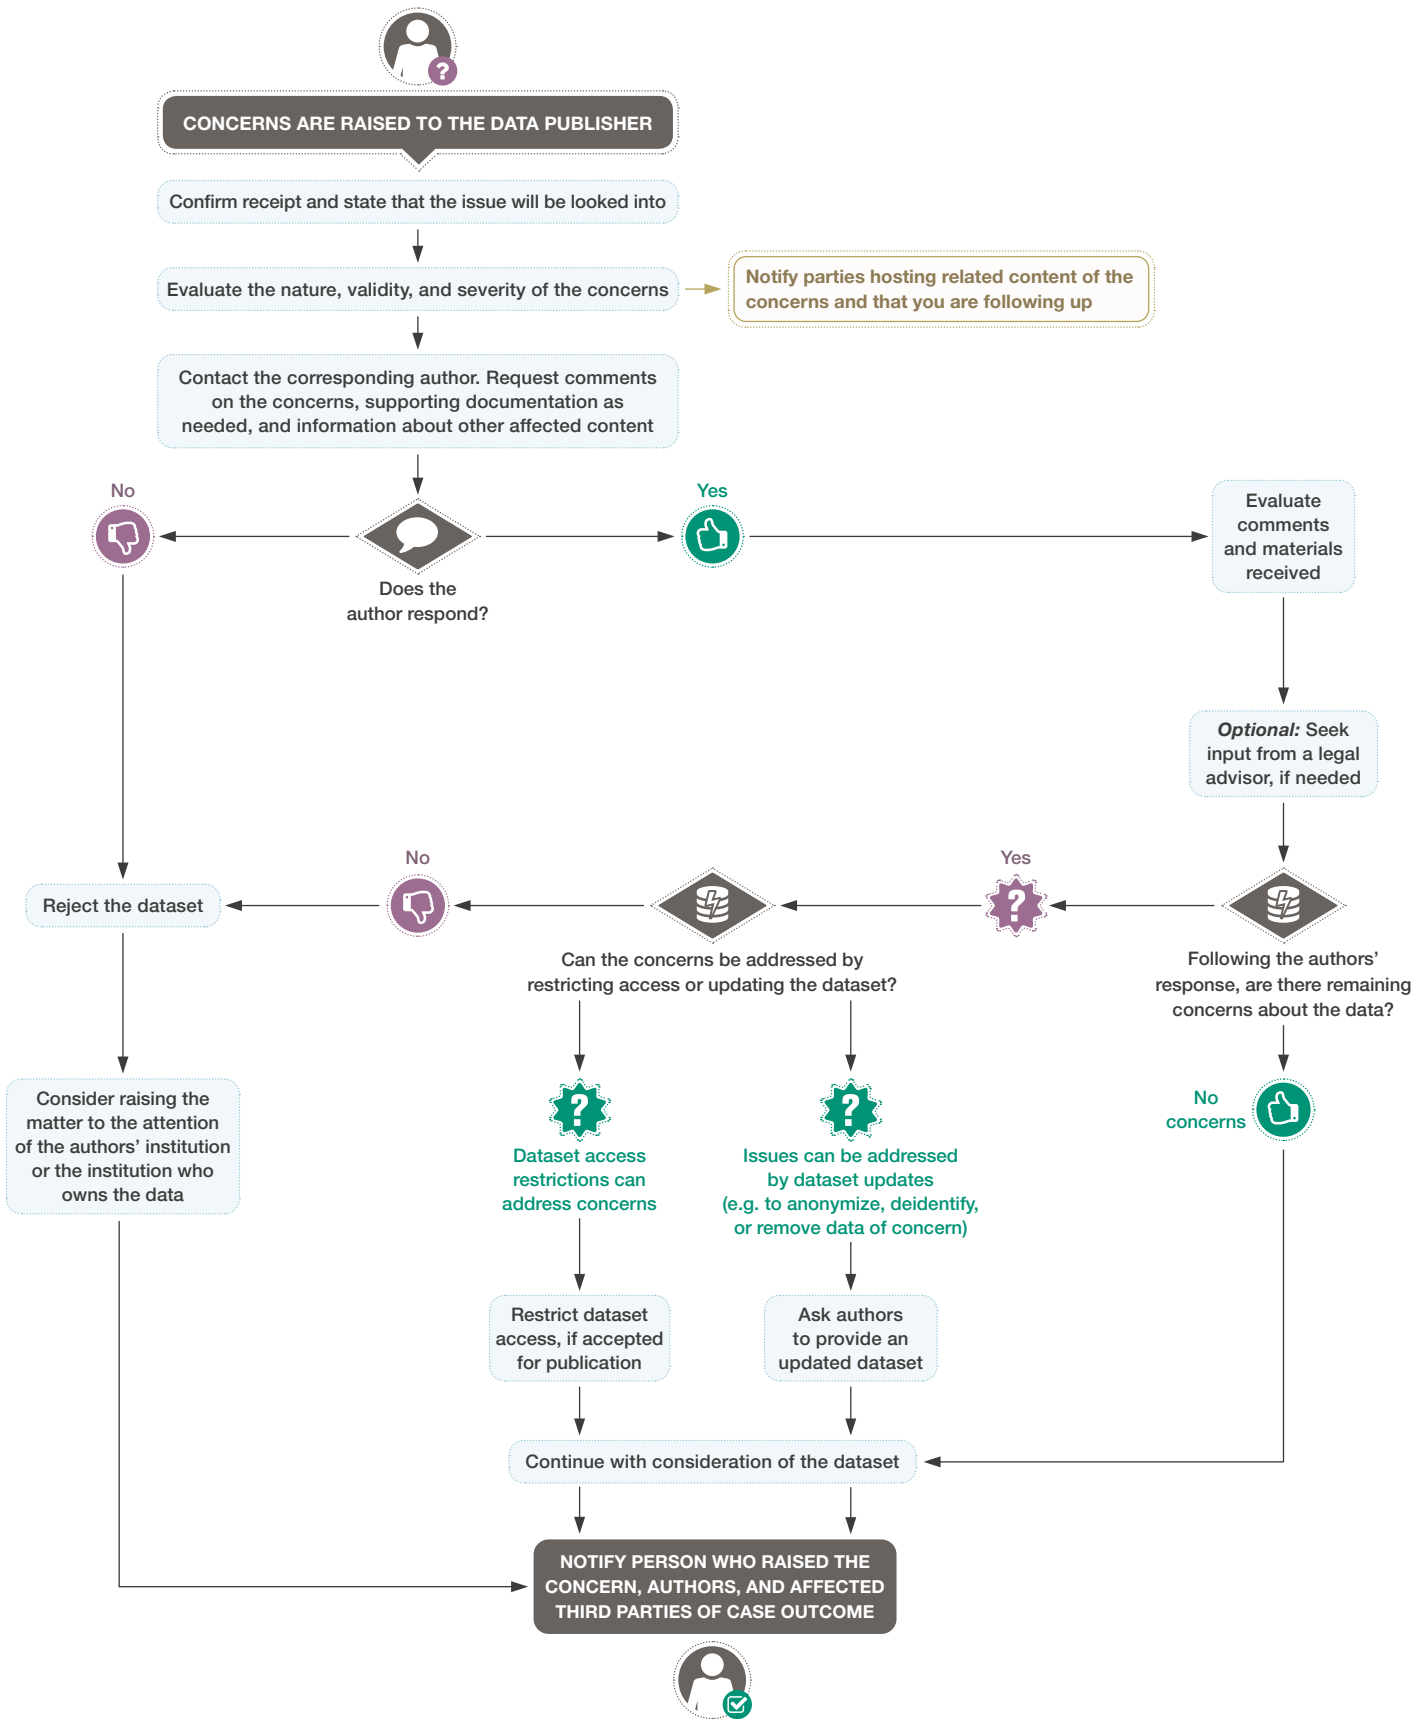 CONCERNS ARE RAISED TO THE DATA PUBLISHER
Confirm receipt and state that the issue will be looked into
Evaluate the nature, validity, and severity of the concerns
Notify parties hosting related content of the
concerns and that you are following up
Contact the corresponding author. Request comments
on the concerns, supporting documentation as
needed, and information about other affected content
No
Yes
Does the
author respond?
Evaluate
comments
and materials
received
Optional: Seek
input from a legal
advisor, if needed
Reject the dataset
No
Can the concerns be addressed by
restricting access or updating the dataset?
Yes
Following the authors’
response, are there remaining
concerns about the data?
Consider raising the
matter to the attention
of the authors’ institution
or the institution who
owns the data
Dataset access
restrictions can
address concerns
Issues can be addressed
by dataset updates
(e.g. to anonymize, deidentify,
or remove data of concern)
No
concerns
Restrict dataset
access, if accepted
for publication
Ask authors
to provide an
updated dataset
Continue with consideration of the dataset
NOTIFY PERSON WHO RAISED THE
CONCERN, AUTHORS, AND AFFECTED
THIRD PARTIES OF CASE OUTCOME